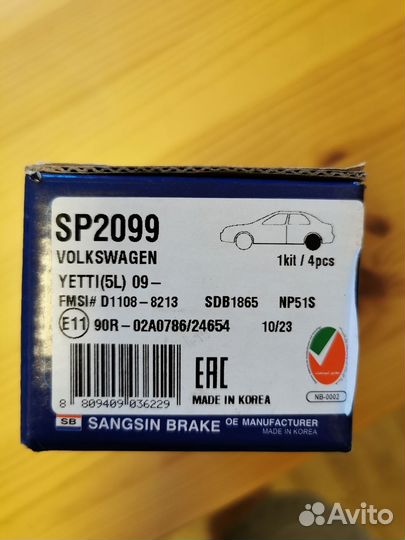 SP2099
VOLKSWAGEN
1kit / 4pcs
YETTI(5L) 09-
FMSI# D1108-8213 SDB1865 NP51S
E11 90R-02A0786/24654 10/23
EAC
MADE IN KOREA
NB-0002
8 809409 036229
SB SANGSIN BRAKE OE MANUFACTURER
MADE IN KOREA
Avito